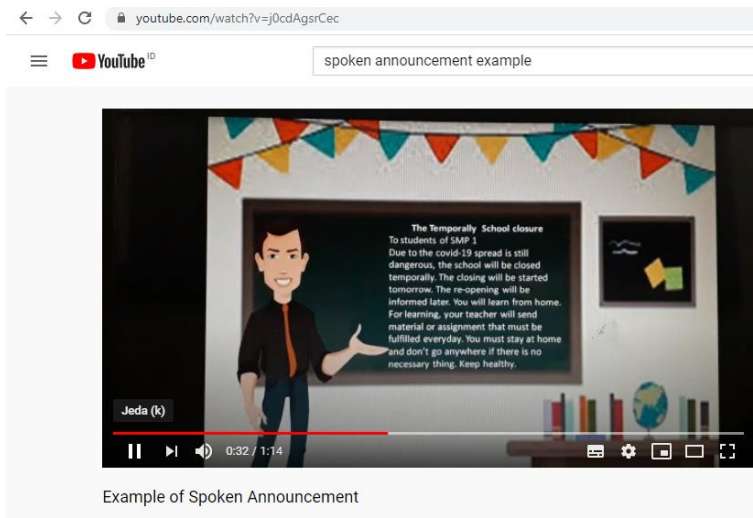 youtube.com/watch?v=j0cdAgsrCec
YouTube ID
spoken announcement example
The Temporally School closure
To students of SMP 1
Due to the covid-19 spread is still
dangerous, the school will be closed
temporally. The closing will be started
tomorrow. The re-opening will be
informed later. You will learn from home.
For learning, your teacher will send
material or assignment that must be
fulfilled everyday. You must stay at home
and don't go anywhere if there is no
necessary thing. Keep healthy.
Jeda (k)
0:32 / 1:14
Example of Spoken Announcement